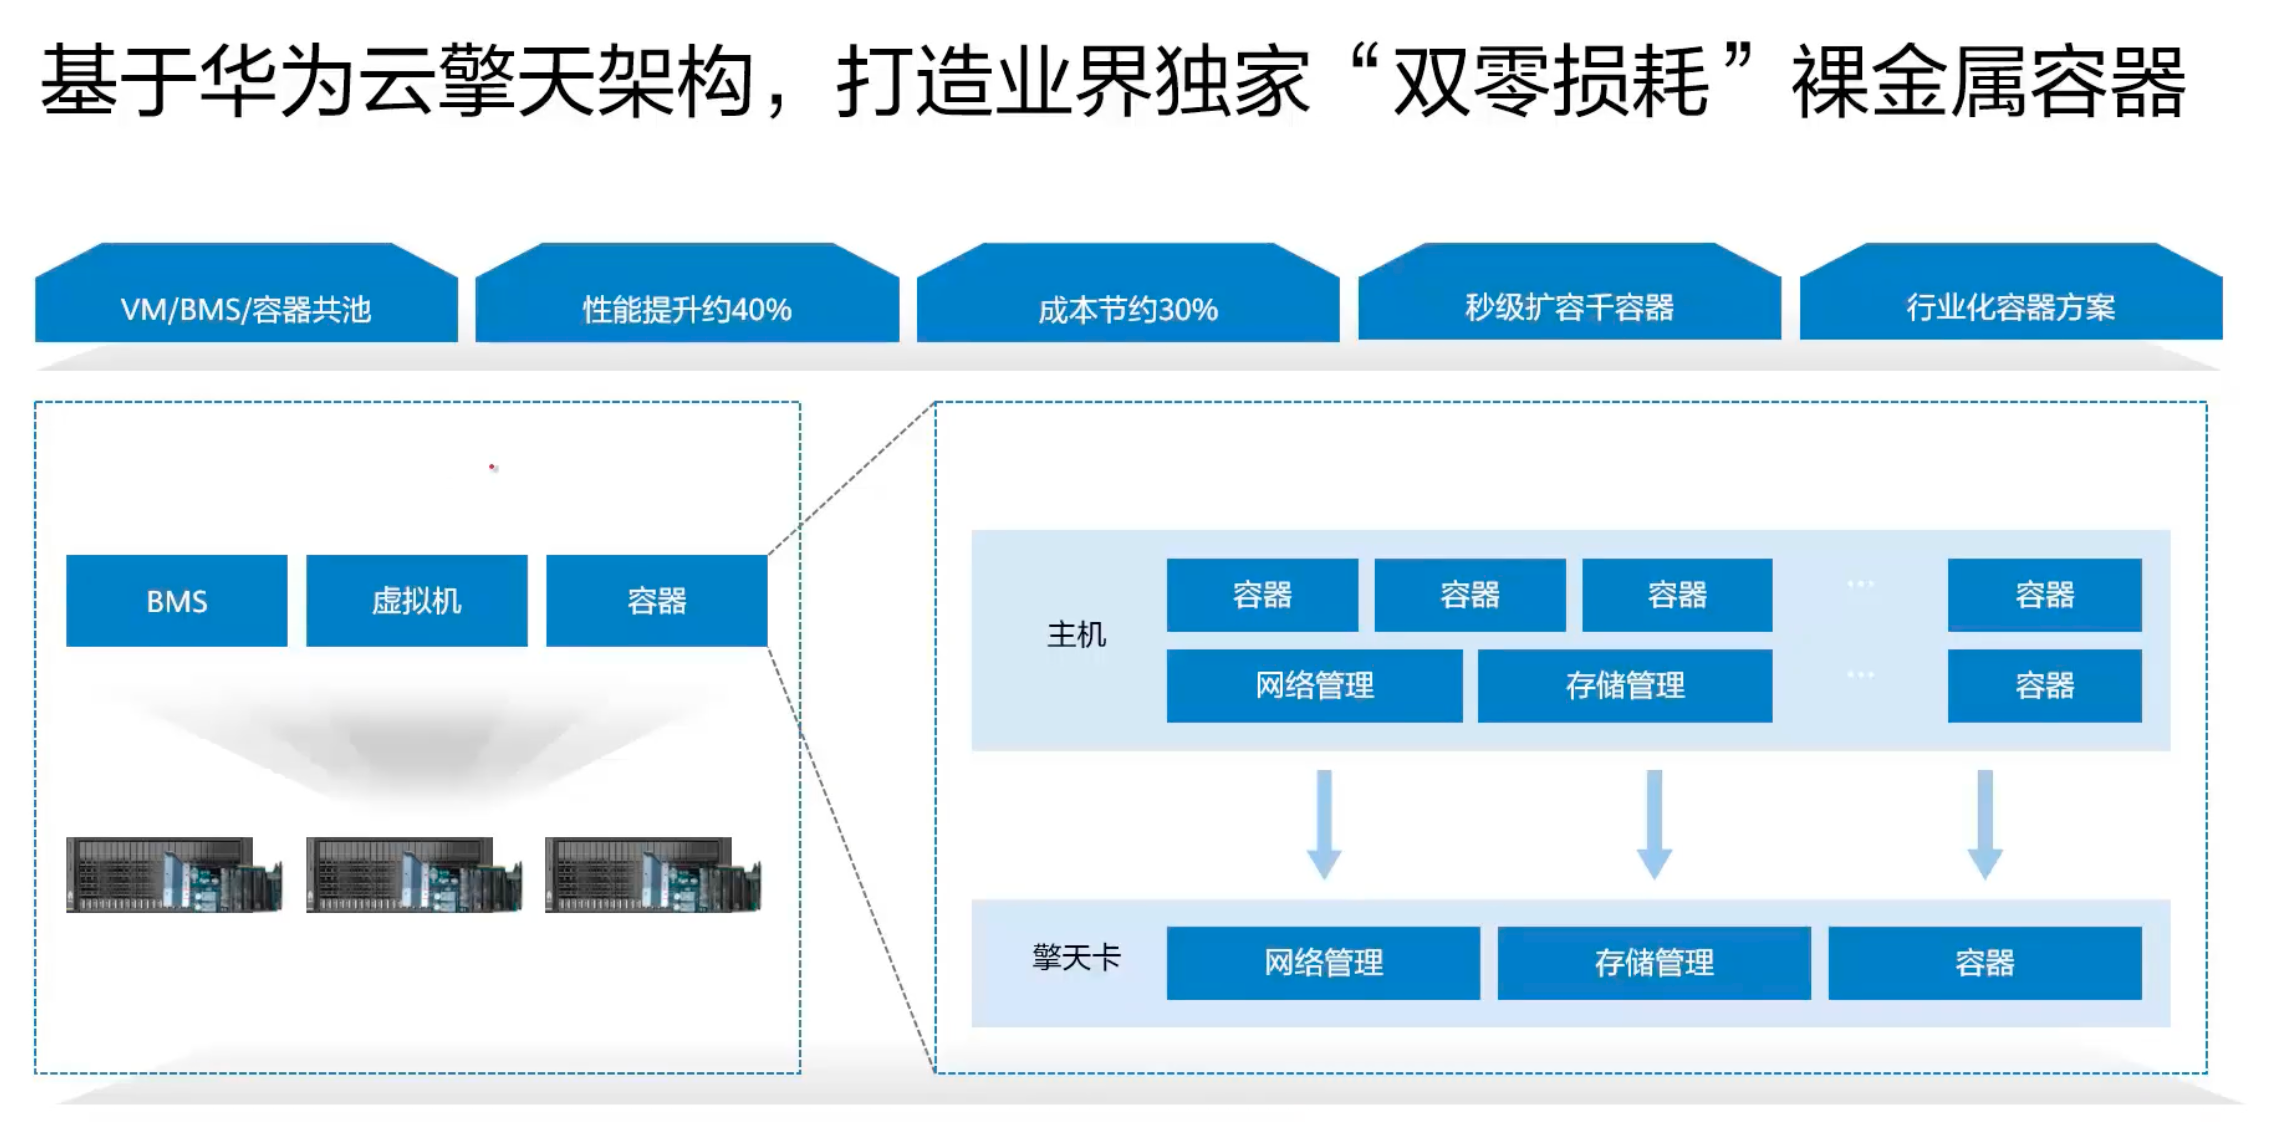 基于华为云擎天架构，打造业界独家“双零损耗”裸金属容器
VM/BMS/容器共池
性能提升约40%
成本节约30%
秒级扩容千容器
行业化容器方案
BMS
虚拟机
容器
主机
容器
容器
容器
...
容器
网络管理
存储管理
...
容器
擎天卡
网络管理
存储管理
容器